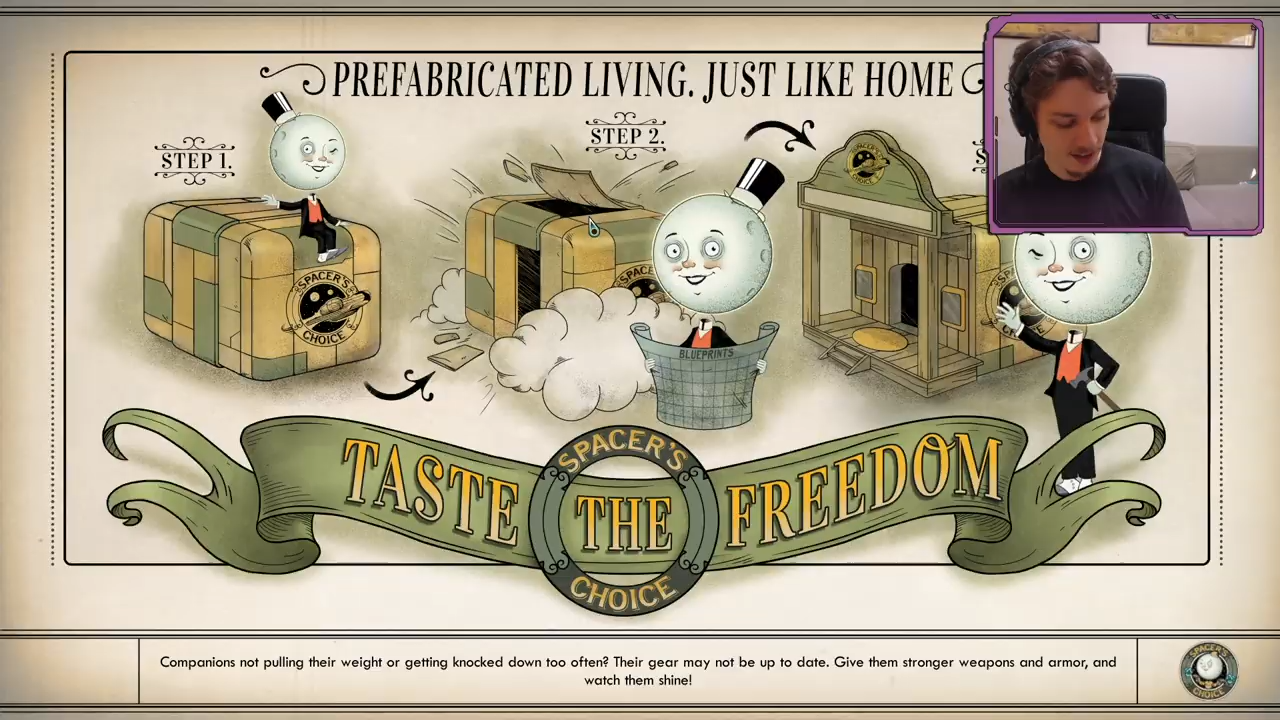 PREFABRICATED LIVING. JUST LIKE HOME
STEP 1.
STEP 2.
SPACER'S
CHOICE
SPACER'S
BLUEPRINTS
SPACER'S
CHOICE
TASTE THE FREEDOM
SPACER'S
CHOICE
Companions not pulling their weight or getting knocked down too often? Their gear may not be up to date. Give them stronger weapons and armor, and
watch them shine!
SPACER'S
CHOICE